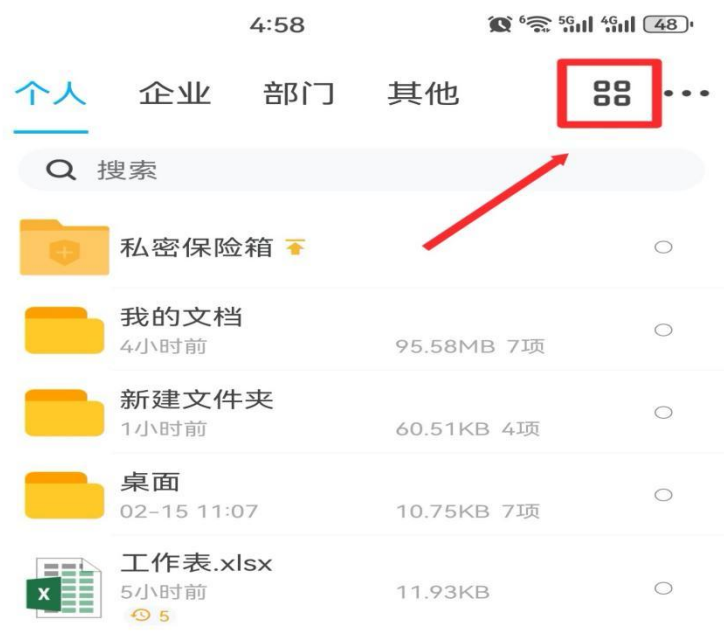 4:58 6 5G 4G 48
个人 企业 部门 其他
搜索
私密保险箱
我的文档
4小时前 95.58MB 7项
新建文件夹
1小时前 60.51KB 4项
桌面
02-15 11:07 10.75KB 7项
工作表.xlsx
X 5小时前 11.93KB
5